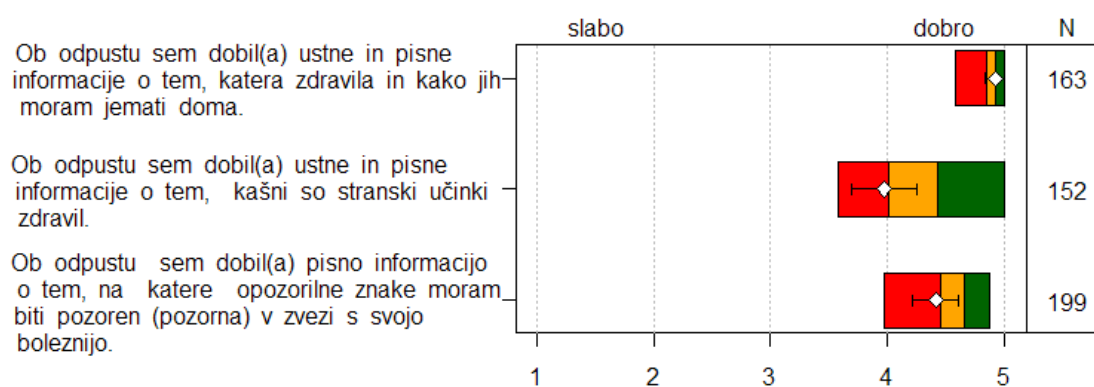 slabo dobro N
Ob odpustu sem dobil(a) ustne in pisne
informacije o tem, katera zdravila in kako jih
moram jemati doma.
163
Ob odpustu sem dobil(a) ustne in pisne
informacije o tem, kašni so stranski učinki
zdravil.
152
Ob odpustu sem dobil(a) pisno informacijo
o tem, na katere opozorilne znake moram
biti pozoren (pozorna) v zvezi s svojo
boleznijo.
199
1 2 3 4 5